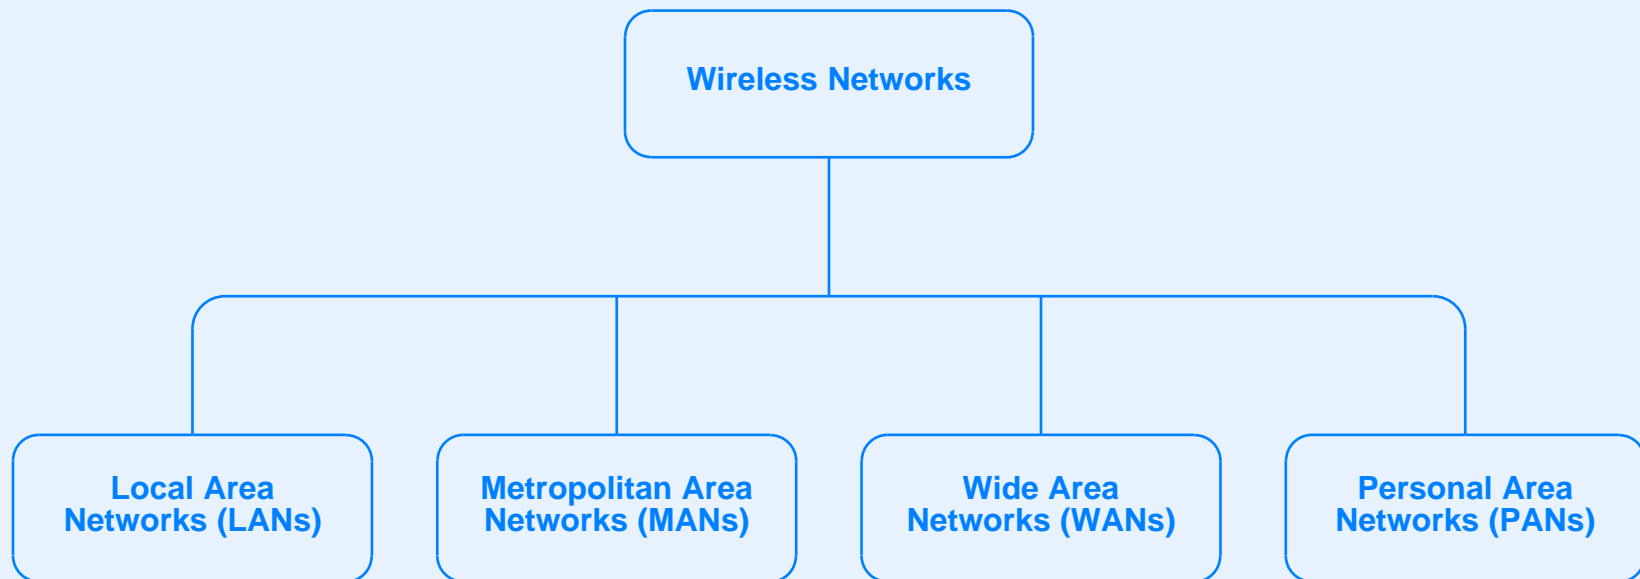 Wireless Networks
Local Area
Networks (LANs)
Metropolitan Area
Networks (MANs)
Wide Area
Networks (WANs)
Personal Area
Networks (PANs)